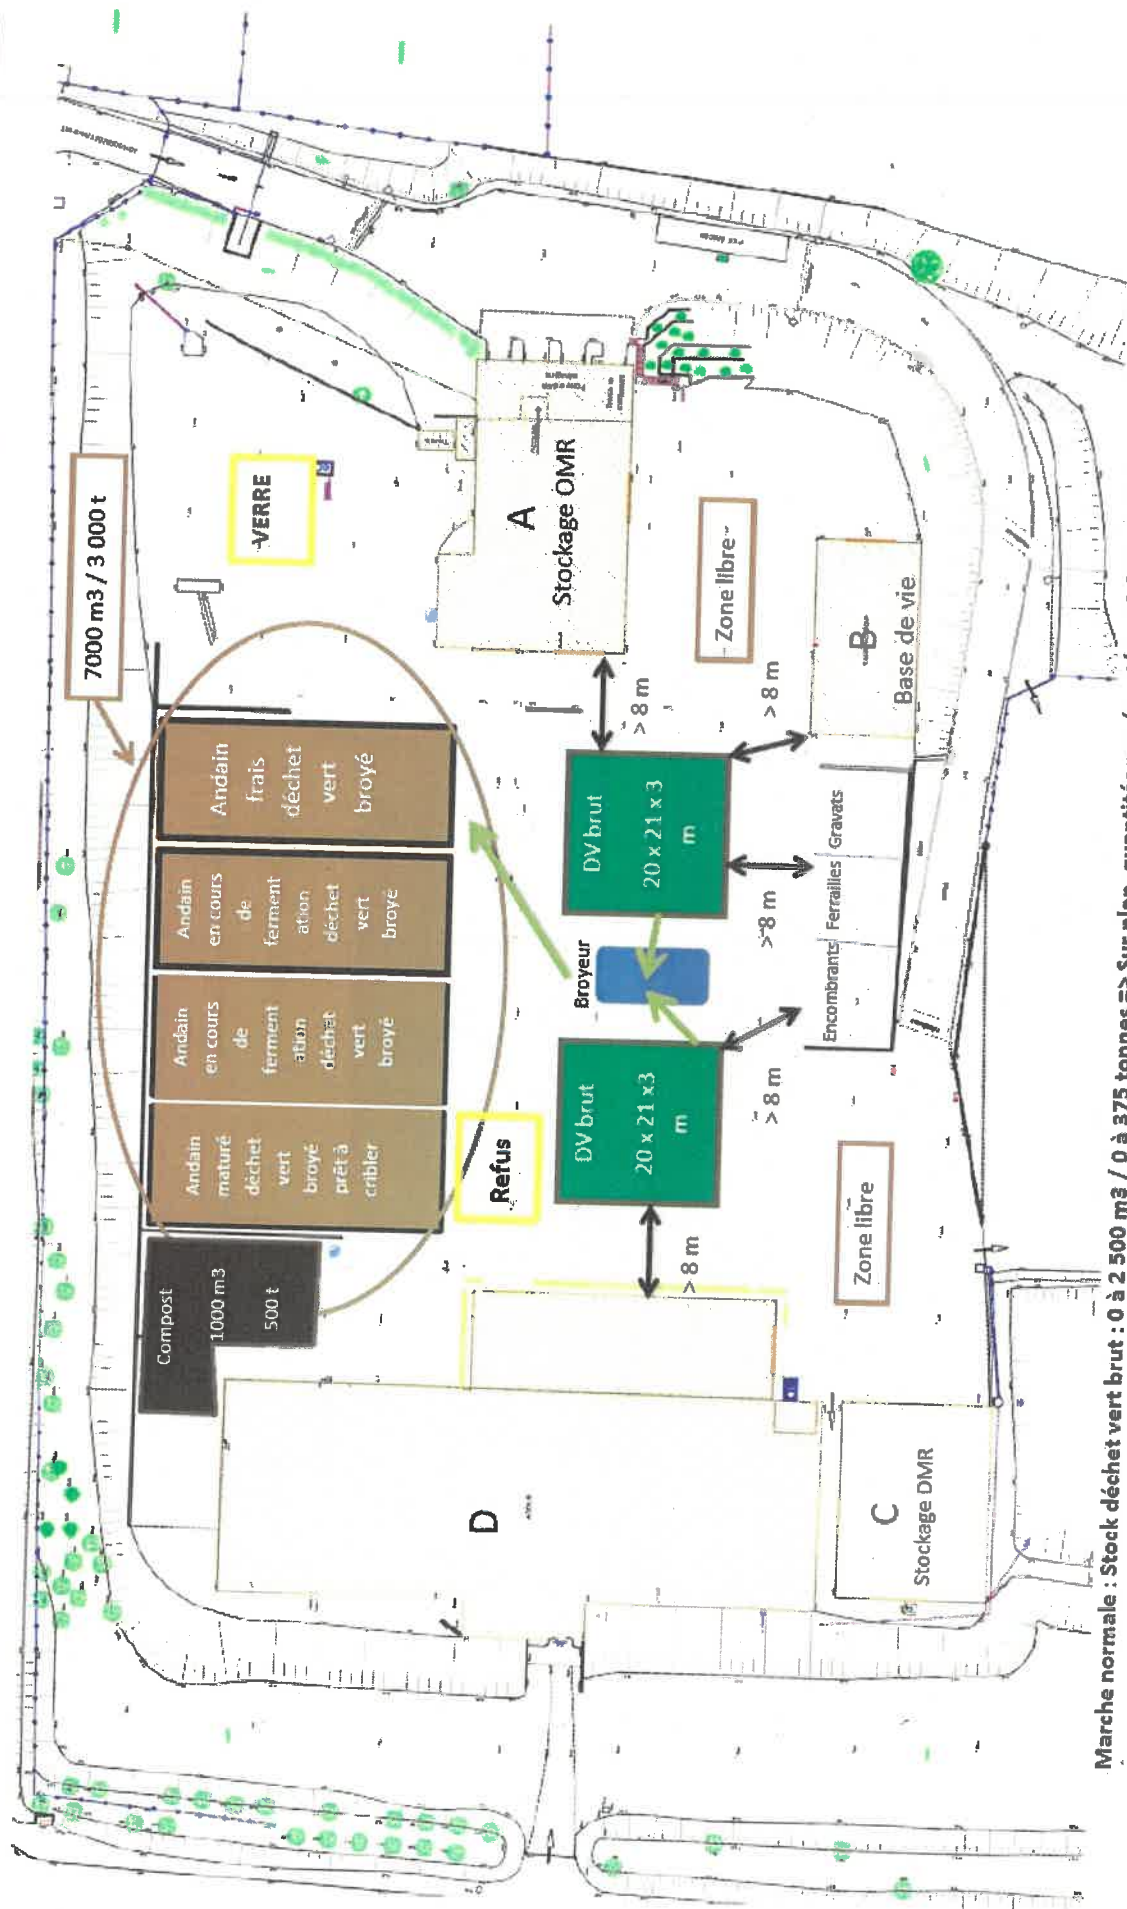 7000 m3 / 3 000 t
VERRE
Compost
1000 m3
500 t
Andain
maturé
déchet
vert
broyé
prêt à
cribler
Andain
en cours
de
ferment
ation
déchet
vert
broyé
Andain
en cours
de
ferment
ation
déchet
vert
broyé
Andain
frais
déchet
vert
broyé
Refus
A
Stockage OMR
D
DV brut
20 x 21 x3
m
Broyeur
DV brut
20 x 21 x 3
m
> 8 m
> 8 m
> 8 m
> 8 m
> 8 m
Zone libre
Zone libre
Encombrants
Ferrailles
Gravats
B
Base de vie
C
Stockage DMR
Marche normale : Stock déchet vert brut : 0 à 2 500 m3 / 0 à 375 tonnes => Sur plan,